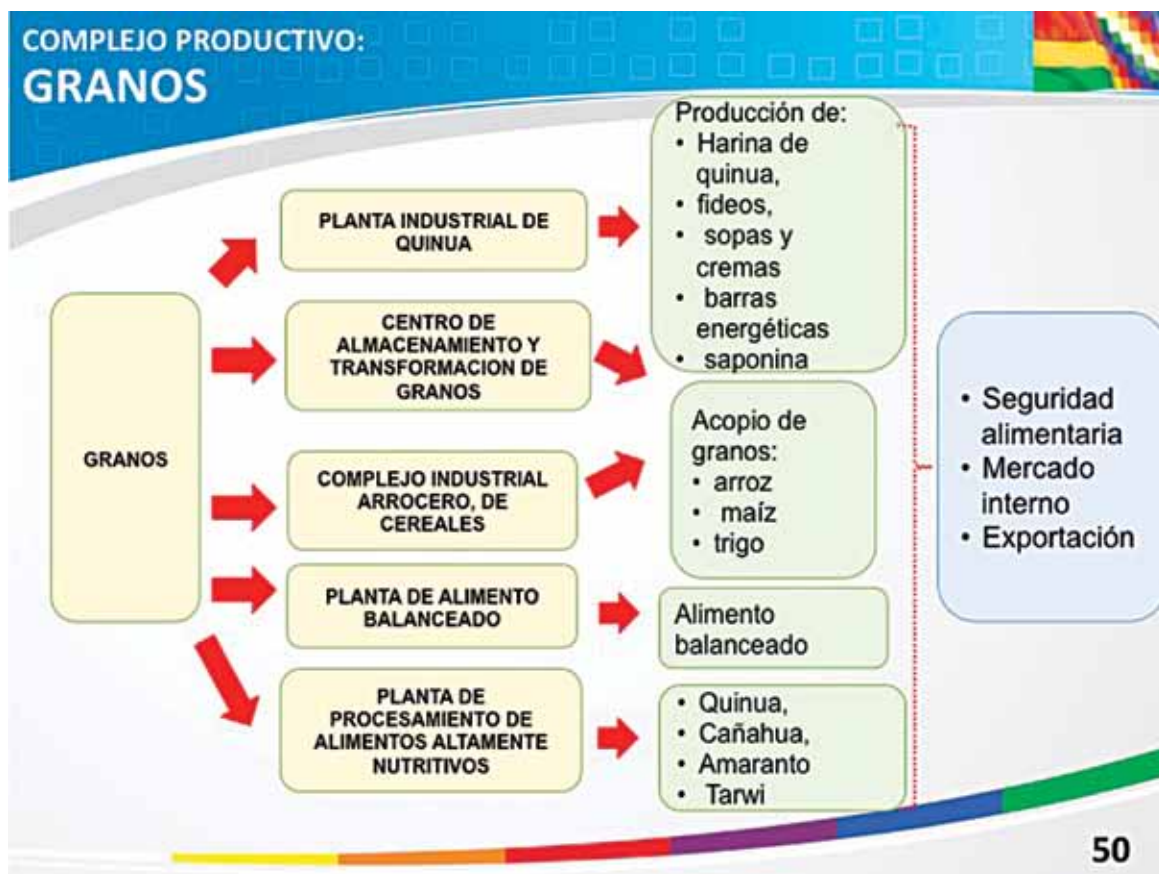 COMPLEJO PRODUCTIVO:
GRANOS
GRANOS
PLANTA INDUSTRIAL DE
QUINUA
CENTRO DE
ALMACENAMIENTO Y
TRANSFORMACION DE
GRANOS
COMPLEJO INDUSTRIAL
ARROCERO, DE
CEREALES
PLANTA DE ALIMENTO
BALANCEADO
PLANTA DE
PROCESAMIENTO DE
ALIMENTOS ALTAMENTE
NUTRITIVOS
Producción de:
• Harina de
quinua,
• fideos,
• sopas y
cremas
• barras
energéticas
• saponina
Acopio de
granos:
• arroz
• maíz
• trigo
Alimento
balanceado
• Quinua,
• Cañahua,
• Amaranto
• Tarwi
• Seguridad
alimentaria
• Mercado
interno
• Exportación
50